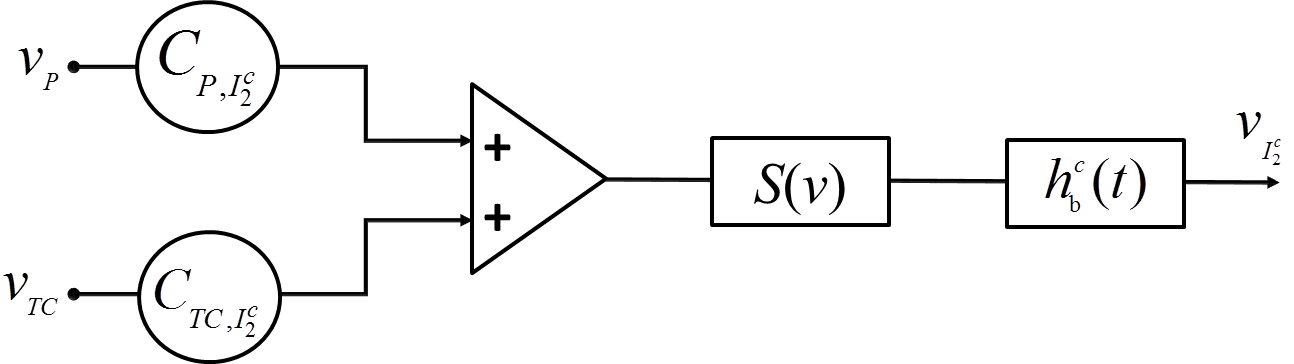 v_P
C_{P,I_2^c}
+
+
S(v)
h_b^c(t)
v_{I_2^c}
v_{TC}
C_{TC,I_2^c}